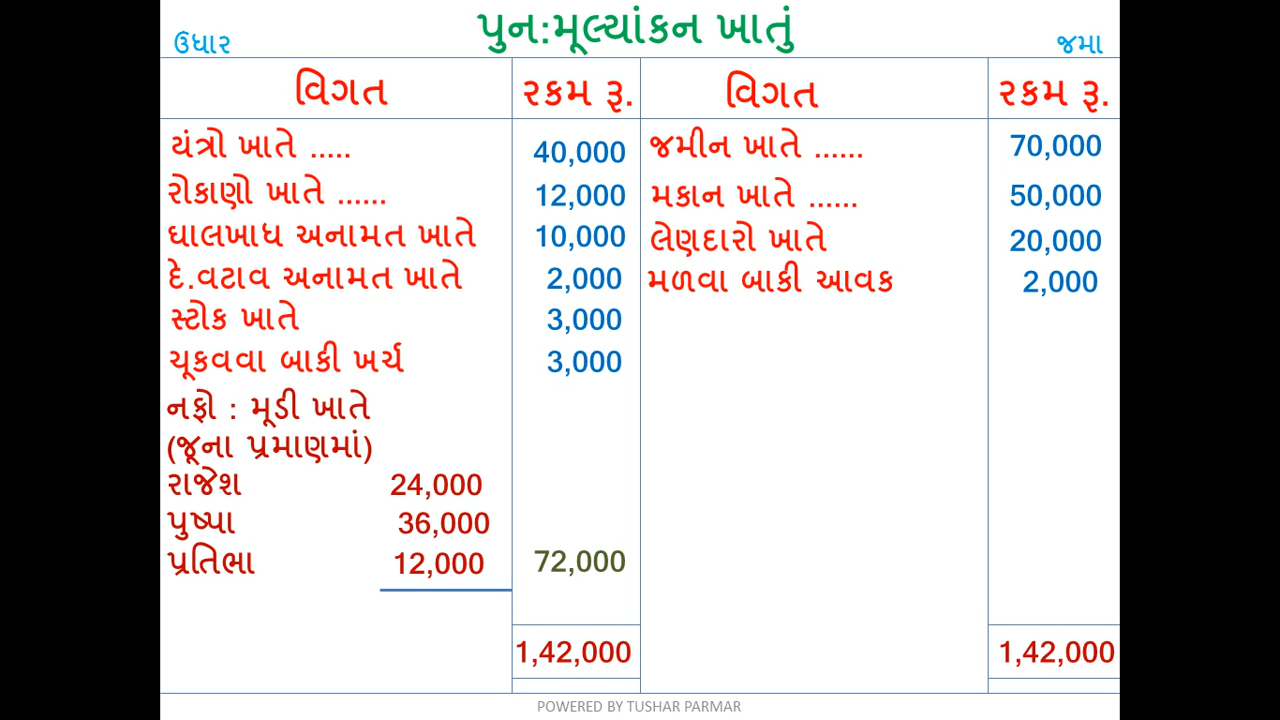 પુનઃમૂલ્યાંકન ખાતું
ઉધાર જમા
વિગત રકમ રૂ. વિગત રકમ રૂ.
યંત્રો ખાતે ..... 40,000 જમીન ખાતે ...... 70,000
રોકાણો ખાતે ...... 12,000 મકાન ખાતે ...... 50,000
ઘાલખાધ અનામત ખાતે 10,000 લેણદારો ખાતે 20,000
દે.વટાવ અનામત ખાતે 2,000 મળવા બાકી આવક 2,000
સ્ટોક ખાતે 3,000
ચૂકવવા બાકી ખર્ચ 3,000
નફો : મૂડી ખાતે
(જૂના પ્રમાણમાં)
રાજેશ 24,000
પુષ્પા 36,000
પ્રતિભા 12,000 72,000
1,42,000 1,42,000
POWERED BY TUSHAR PARMAR